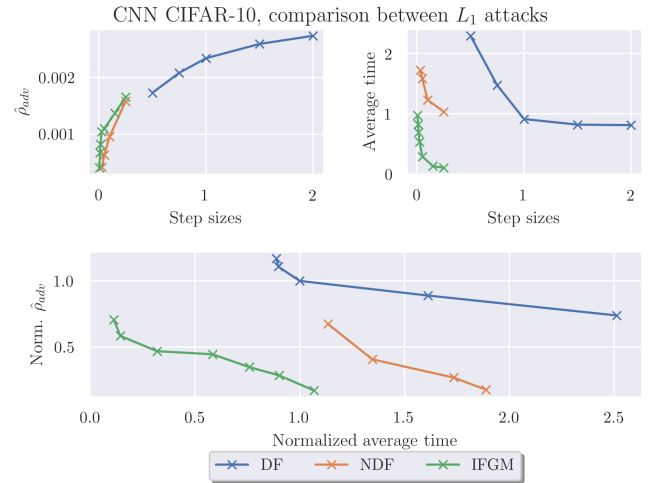 CNN CIFAR-10, comparison between L₁ attacks
ρ̂adv
0.002
0.001
0 1 2
Step sizes
Average time
2
1
0
0 1 2
Step sizes
Norm. ρ̂adv
1.0
0.5
0.0 0.5 1.0 1.5 2.0 2.5
Normalized average time
DF NDF IFGM